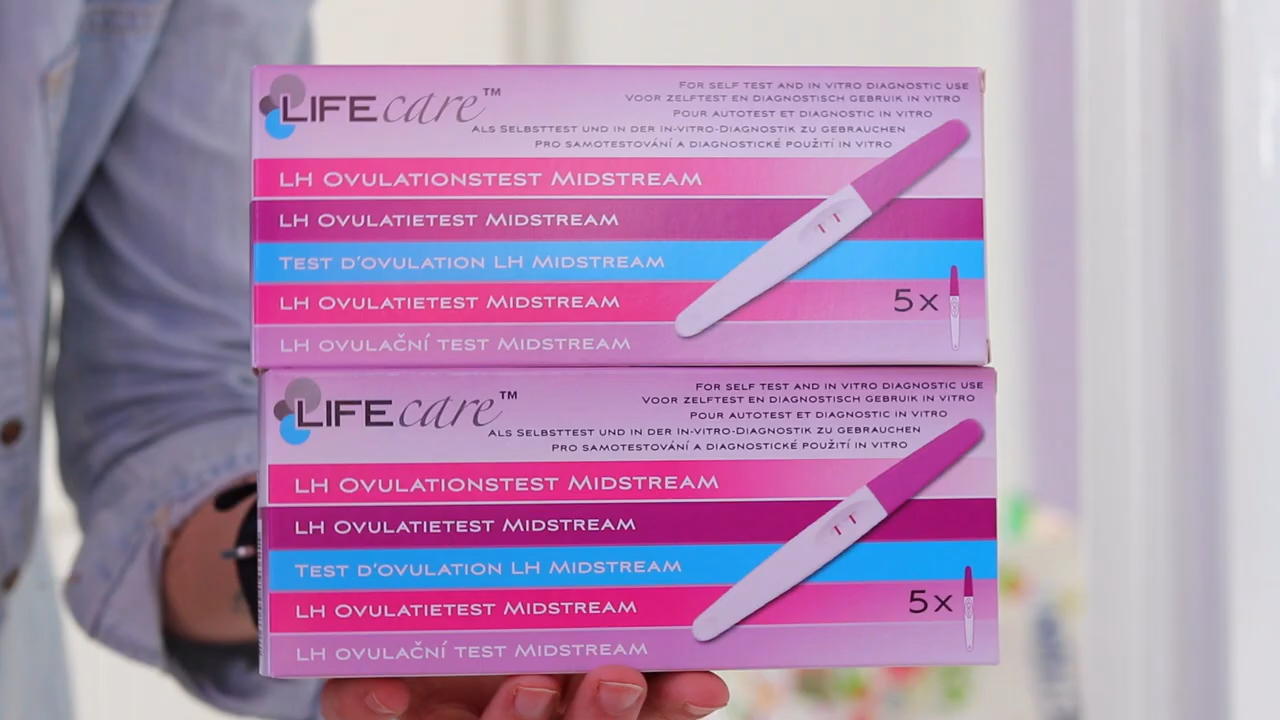 LIFEcare™
FOR SELF TEST AND IN VITRO DIAGNOSTIC USE
VOOR ZELFTEST EN DIAGNOSTISCH GEBRUIK IN VITRO
POUR AUTOTEST ET DIAGNOSTIC IN VITRO
ALS SELBSTTEST UND IN DER IN-VITRO-DIAGNOSTIK ZU GEBRAUCHEN
PRO SAMOTESTOVÁNÍ A DIAGNOSTICKÉ POUŽITÍ IN VITRO
LH OVULATIONSTEST MIDSTREAM
LH OVULATIETEST MIDSTREAM
TEST D'OVULATION LH MIDSTREAM
LH OVULATIETEST MIDSTREAM
5X
LH OVULAČNÍ TEST MIDSTREAM
LIFEcare™
FOR SELF TEST AND IN VITRO DIAGNOSTIC USE
VOOR ZELFTEST EN DIAGNOSTISCH GEBRUIK IN VITRO
POUR AUTOTEST ET DIAGNOSTIC IN VITRO
ALS SELBSTTEST UND IN DER IN-VITRO-DIAGNOSTIK ZU GEBRAUCHEN
PRO SAMOTESTOVÁNÍ A DIAGNOSTICKÉ POUŽITÍ IN VITRO
LH OVULATIONSTEST MIDSTREAM
LH OVULATIETEST MIDSTREAM
TEST D'OVULATION LH MIDSTREAM
LH OVULATIETEST MIDSTREAM
5X
LH OVULAČNÍ TEST MIDSTREAM